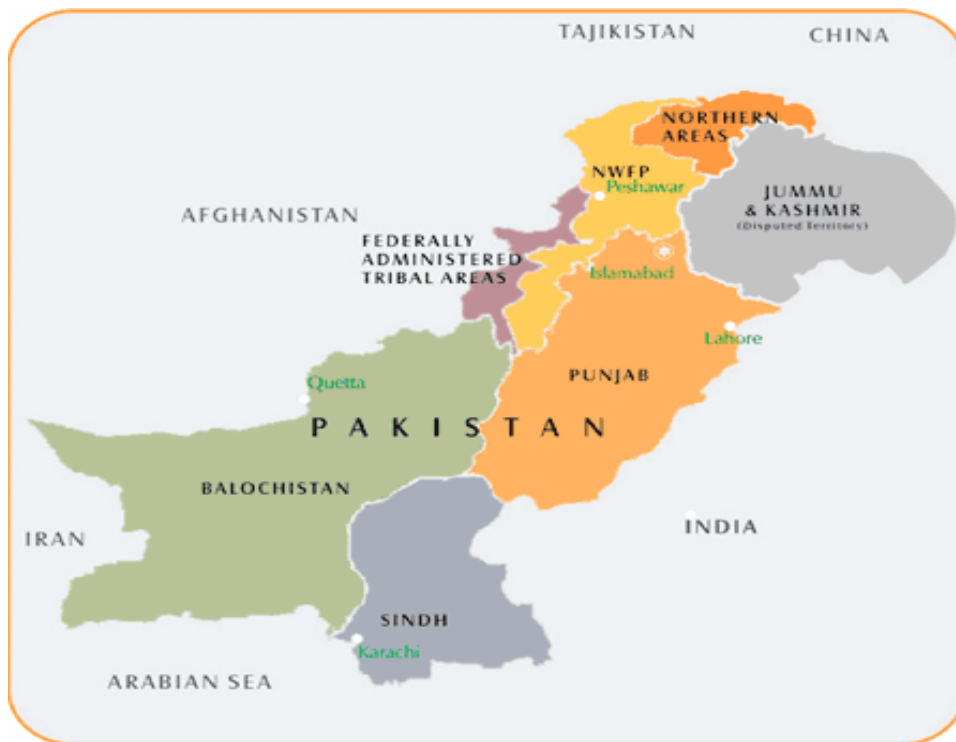 TAJIKISTAN
CHINA
NORTHERN
AREAS
NWFP
Peshawar
JUMMU
& KASHMIR
(Disputed Territory)
AFGHANISTAN
FEDERALLY
ADMINISTERED
TRIBAL AREAS
Islamabad
Lahore
PUNJAB
Quetta
PAKISTAN
BALOCHISTAN
INDIA
IRAN
SINDH
Karachi
ARABIAN SEA